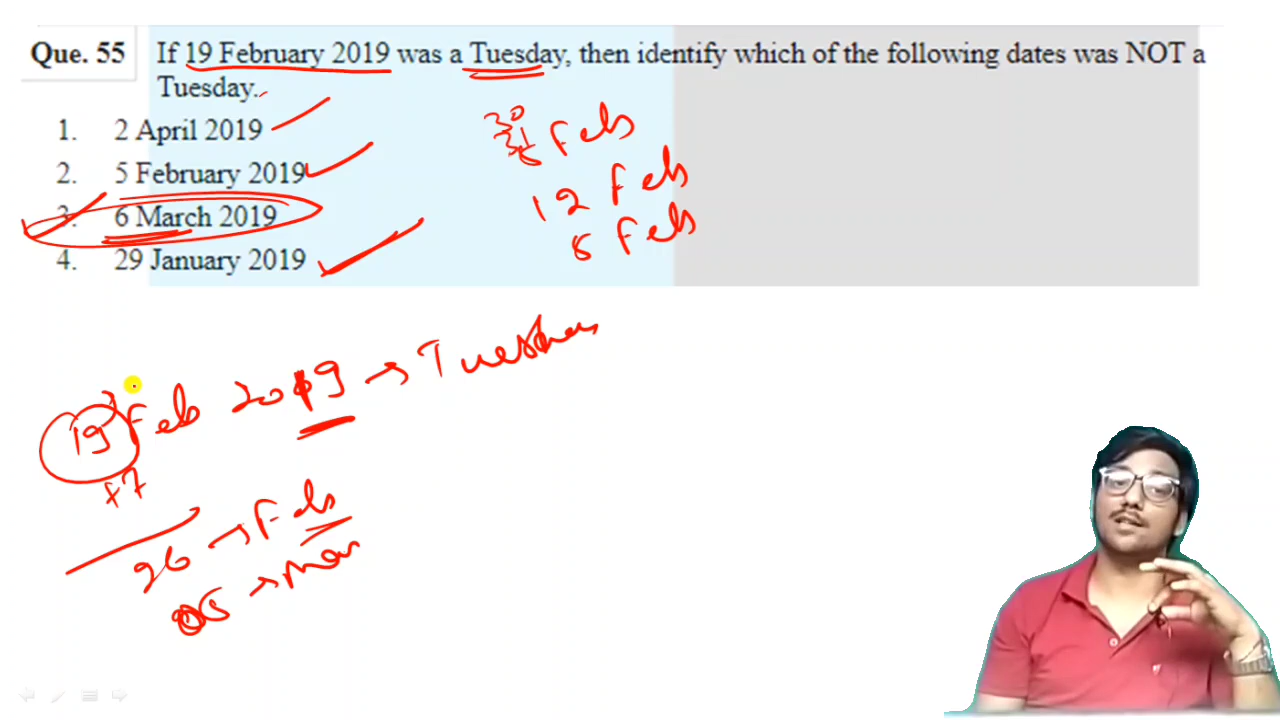 Que. 55 If 19 February 2019 was a Tuesday, then identify which of the following dates was NOT a
Tuesday.
1. 2 April 2019
2. 5 February 2019
3. 6 March 2019
4. 29 January 2019
Feb
12 Feb
5 Feb
19 Feb 2019 → Tuesday
+7
26 → Feb
05 → Mar